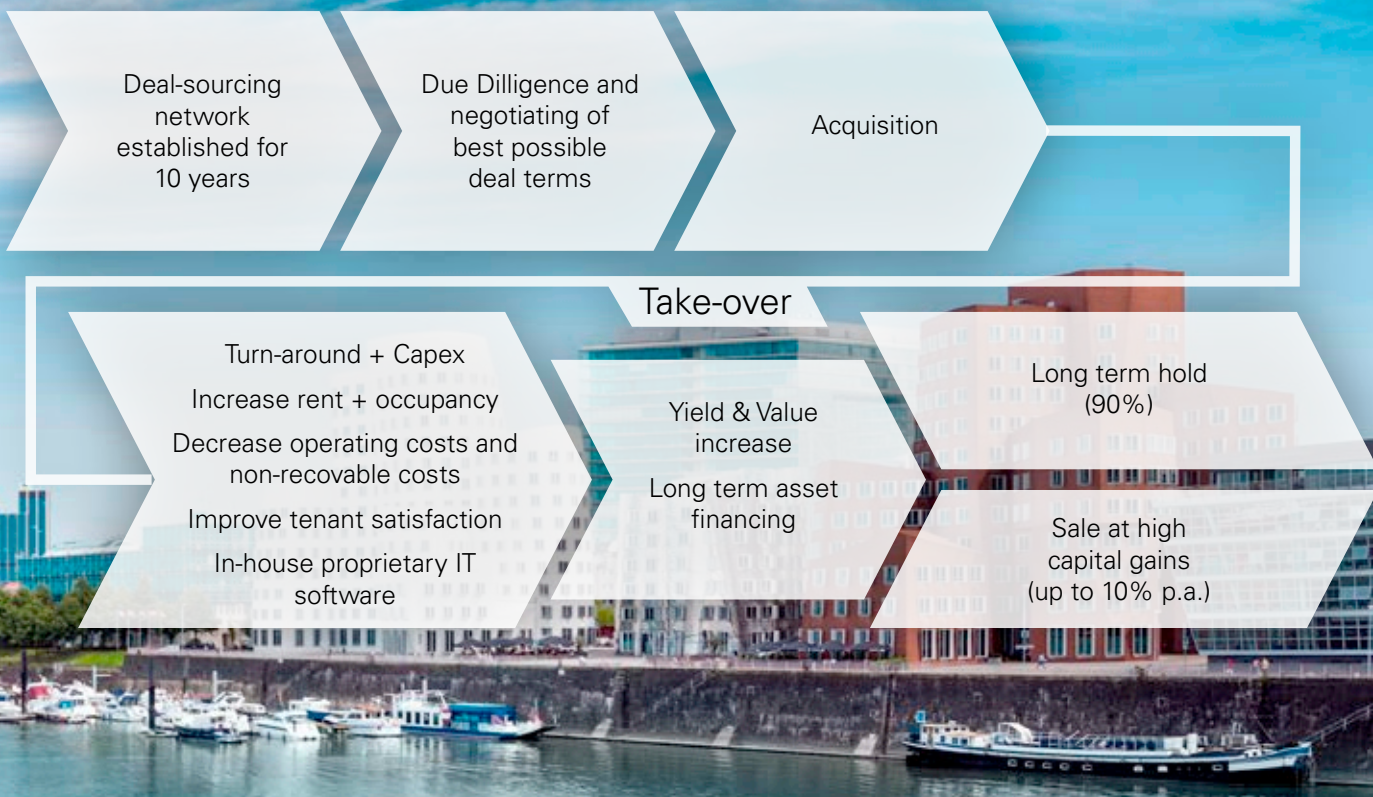 Deal-sourcing
network
established for
10 years
Due Dilligence and
negotiating of
best possible
deal terms
Acquisition
Take-over
Turn-around + Capex
Increase rent + occupancy
Decrease operating costs and
non-recovable costs
Improve tenant satisfaction
In-house proprietary IT
software
Yield & Value
increase
Long term asset
financing
Long term hold
(90%)
Sale at high
capital gains
(up to 10% p.a.)